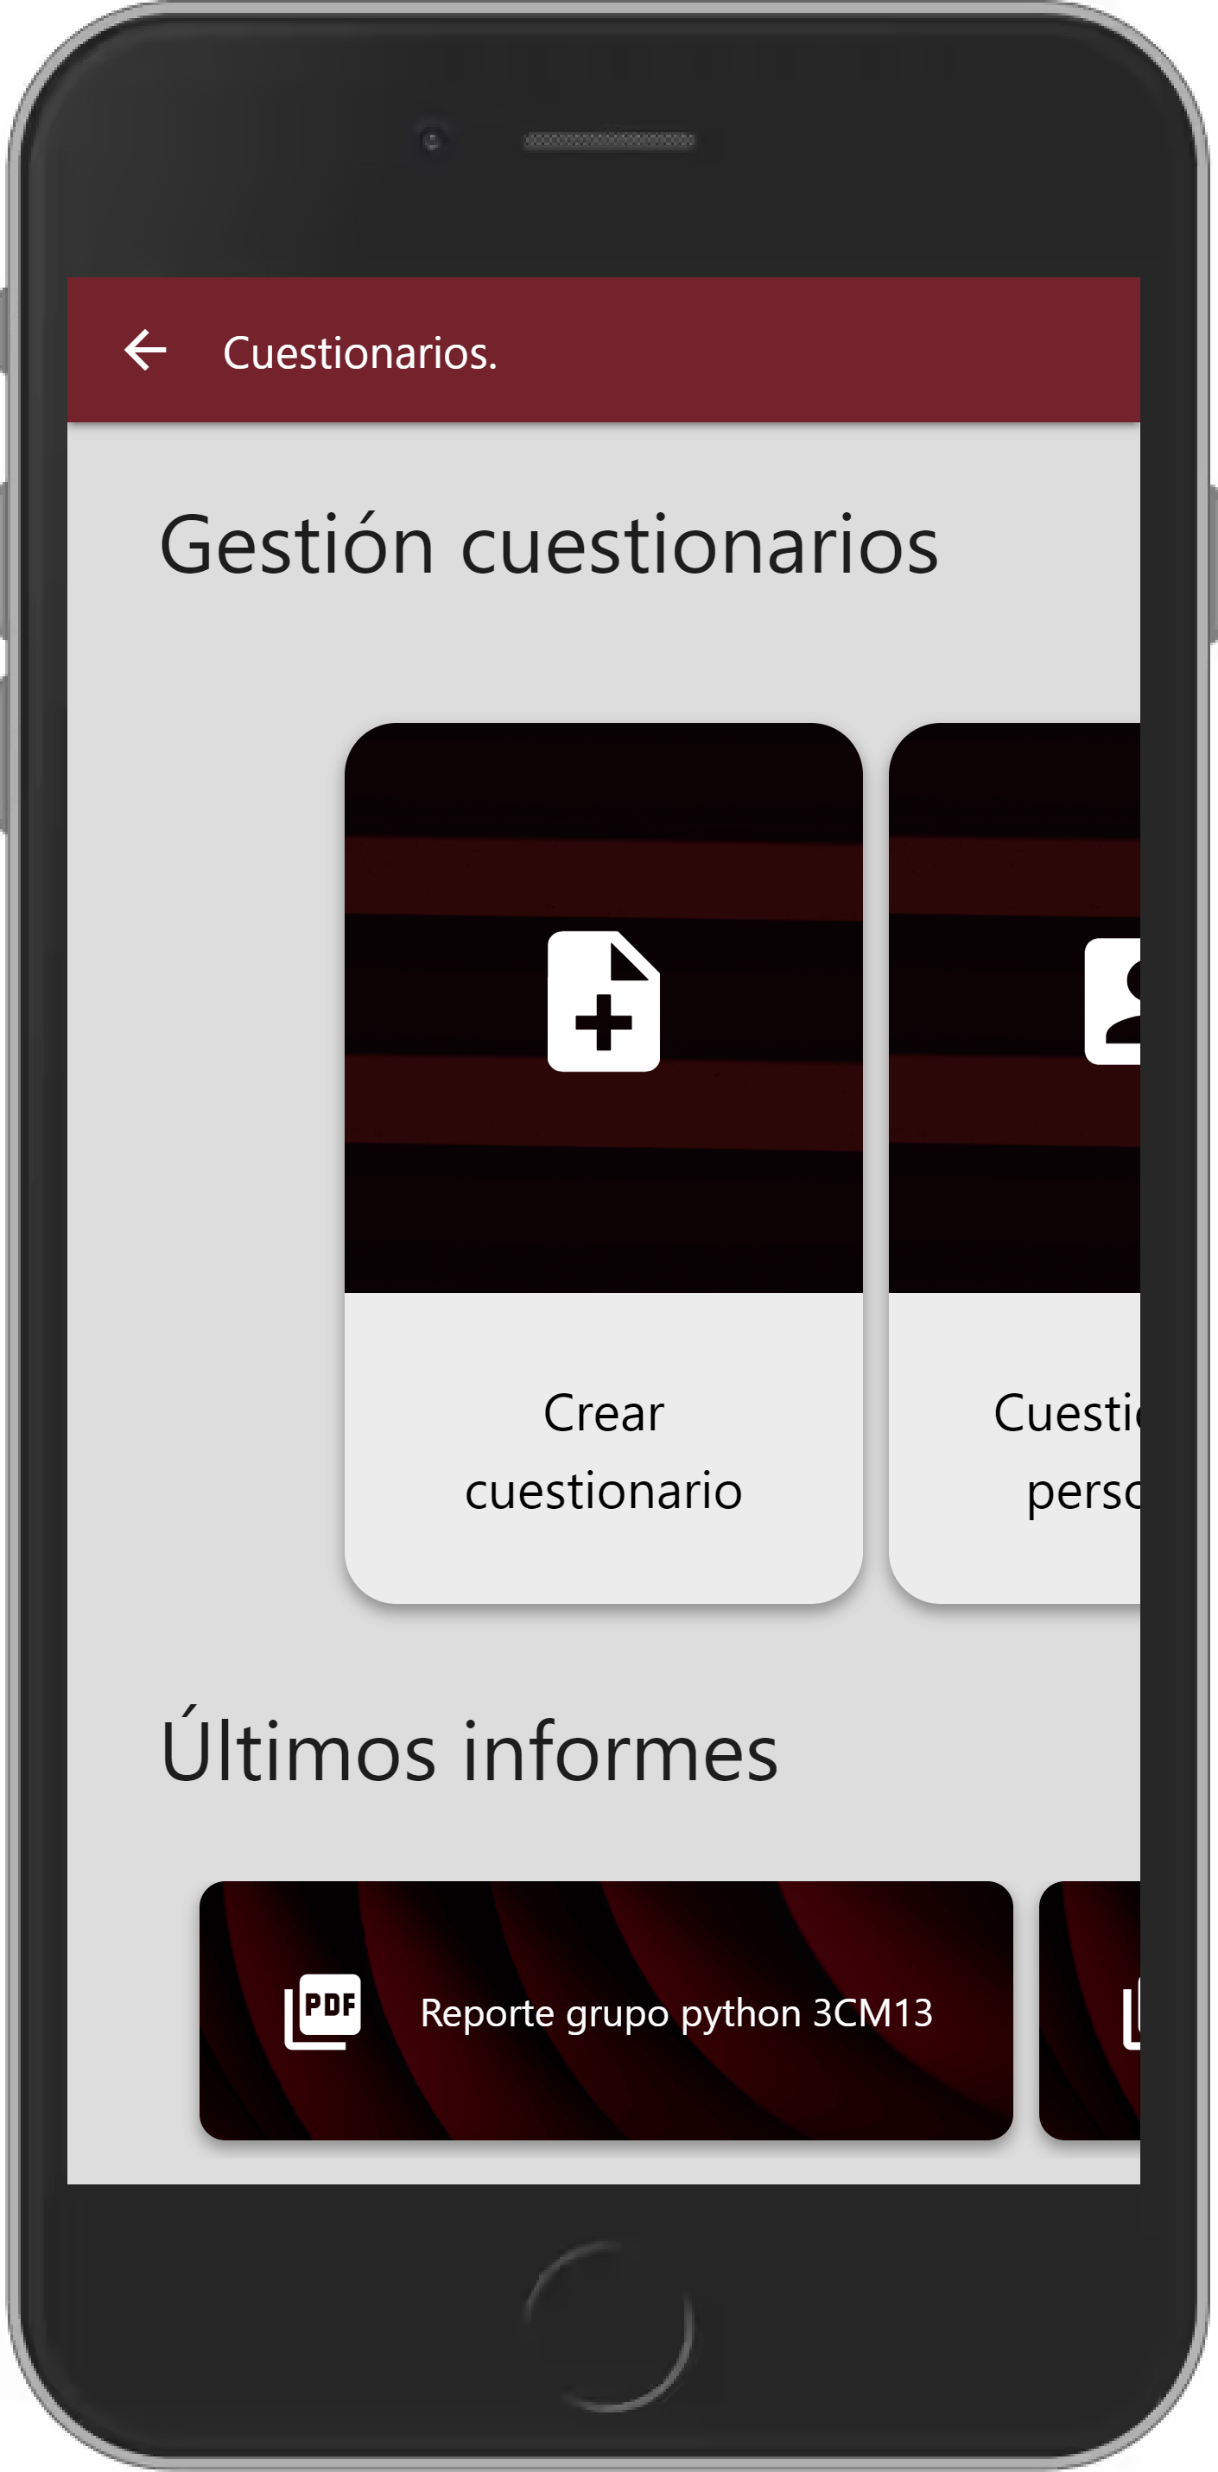 Cuestionarios.
Gestión cuestionarios
Crear
cuestionario
Últimos informes
PDF
Reporte grupo python 3CM13